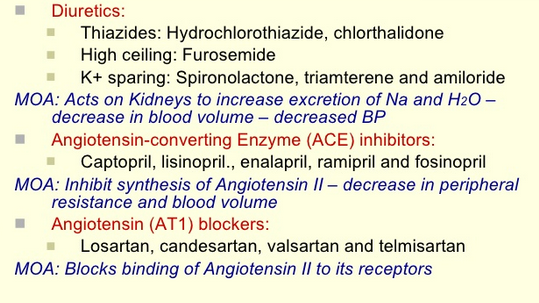 Diuretics:
Thiazides: Hydrochlorothiazide, chlorthalidone
High ceiling: Furosemide
K+ sparing: Spironolactone, triamterene and amiloride
MOA: Acts on Kidneys to increase excretion of Na and H2O –
decrease in blood volume – decreased BP
Angiotensin-converting Enzyme (ACE) inhibitors:
Captopril, lisinopril., enalapril, ramipril and fosinopril
MOA: Inhibit synthesis of Angiotensin II – decrease in peripheral
resistance and blood volume
Angiotensin (AT1) blockers:
Losartan, candesartan, valsartan and telmisartan
MOA: Blocks binding of Angiotensin II to its receptors